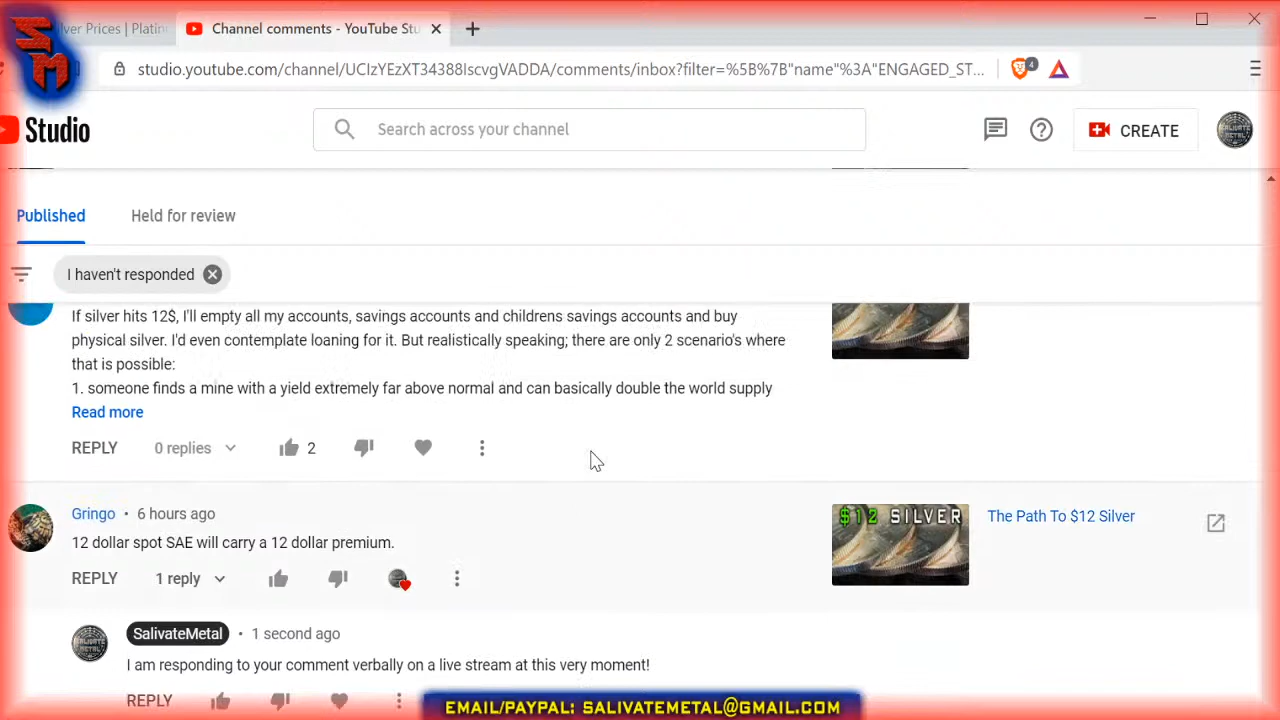 SM
lver Prices | Platin
Channel comments - YouTube Stu
studio.youtube.com/channel/UCIzYEzXT34388IscvgVADDA/comments/inbox?filter=%5B%7B"name"%3A"ENGAGED_ST...
4
Studio
Search across your channel
CREATE
Published
Held for review
I haven't responded
If silver hits 12$, I'll empty all my accounts, savings accounts and childrens savings accounts and buy
physical silver. I'd even contemplate loaning for it. But realistically speaking; there are only 2 scenario's where
that is possible:
1. someone finds a mine with a yield extremely far above normal and can basically double the world supply
Read more
REPLY 0 replies 2
Gringo • 6 hours ago
12 dollar spot SAE will carry a 12 dollar premium.
REPLY 1 reply
$12 SILVER
The Path To $12 Silver
SalivateMetal • 1 second ago
I am responding to your comment verbally on a live stream at this very moment!
REPLY
EMAIL/PAYPAL: SALIVATEMETAL@GMAIL.COM